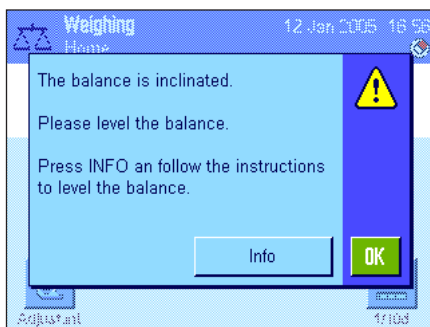 Weighing 12 Jan 2005 16:56
Home
The balance is inclinated.
Please level the balance.
Press INFO an follow the instructions
to level the balance.
Info
OK
Adjust.int 1/10d